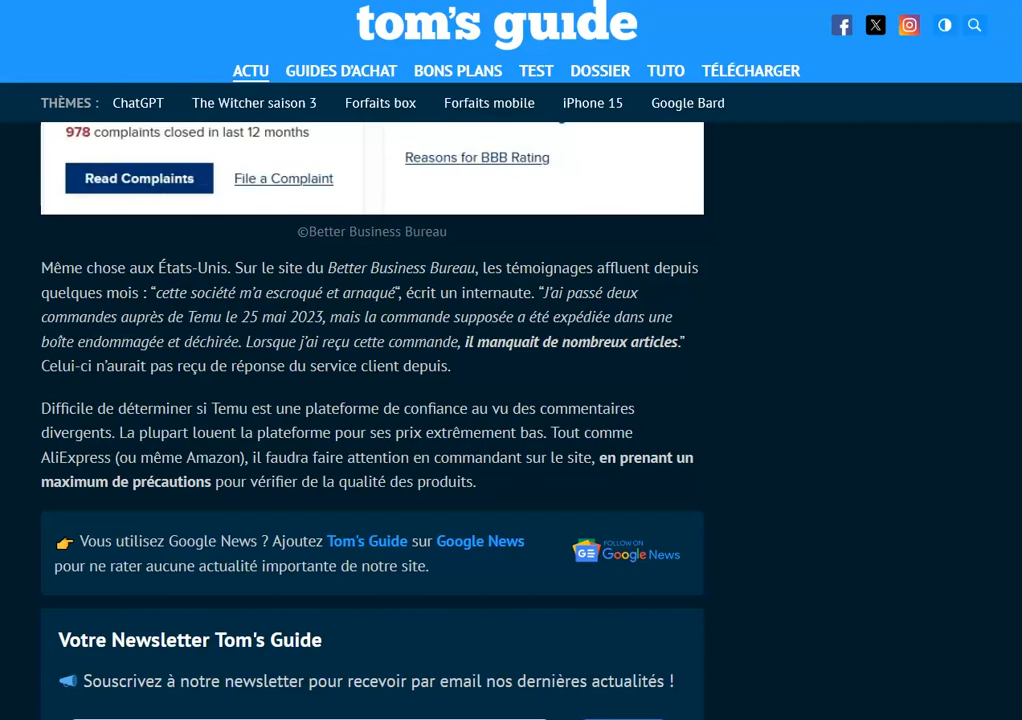 tom's guide
ACTU GUIDES D'ACHAT BONS PLANS TEST DOSSIER TUTO TÉLÉCHARGER
THÈMES : ChatGPT The Witcher saison 3 Forfaits box Forfaits mobile iPhone 15 Google Bard
978 complaints closed in last 12 months
Reasons for BBB Rating
Read Complaints File a Complaint
©Better Business Bureau
Même chose aux États-Unis. Sur le site du Better Business Bureau, les témoignages affluent depuis
quelques mois : “cette société m’a escroqué et arnaqué“, écrit un internaute. “J’ai passé deux
commandes auprès de Temu le 25 mai 2023, mais la commande supposée a été expédiée dans une
boîte endommagée et déchirée. Lorsque j’ai reçu cette commande, il manquait de nombreux articles.”
Celui-ci n’aurait pas reçu de réponse du service client depuis.
Difficile de déterminer si Temu est une plateforme de confiance au vu des commentaires
divergents. La plupart louent la plateforme pour ses prix extrêmement bas. Tout comme
AliExpress (ou même Amazon), il faudra faire attention en commandant sur le site, en prenant un
maximum de précautions pour vérifier de la qualité des produits.
Vous utilisez Google News ? Ajoutez Tom's Guide sur Google News
pour ne rater aucune actualité importante de notre site.
FOLLOW ON
GE Google News
Votre Newsletter Tom's Guide
Souscrivez à notre newsletter pour recevoir par email nos dernières actualités !